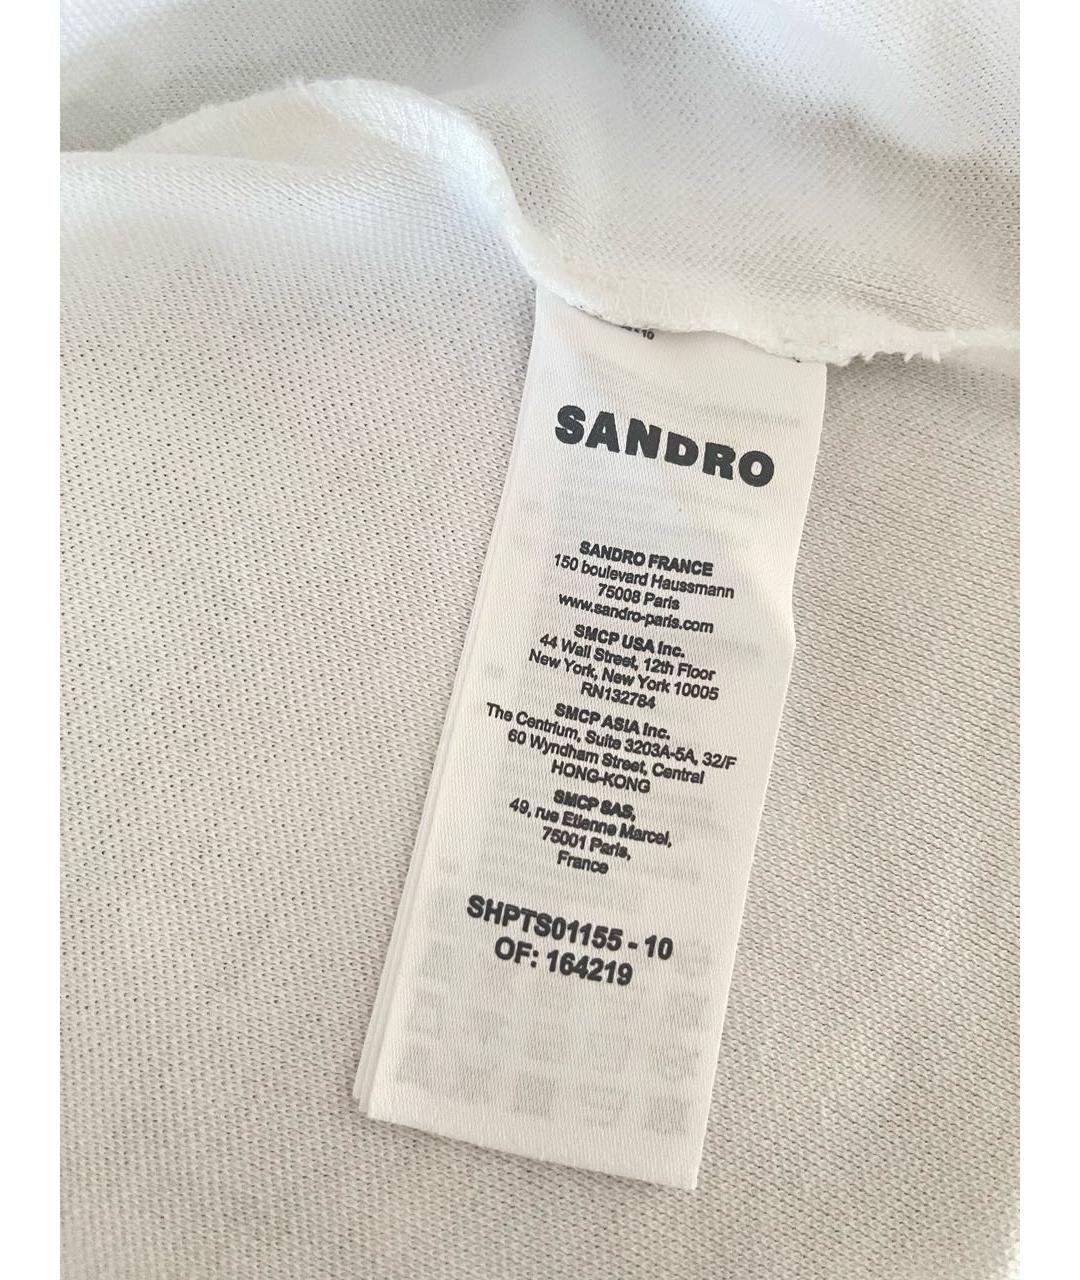 10
SANDRO
SANDRO FRANCE
150 boulevard Haussmann
75008 Paris
www.sandro-paris.com
SMCP USA Inc.
44 Wall Street, 12th Floor
New York, New York 10005
RN132784
SMCP ASIA Inc.
The Centrium, Suite 3203A-5A, 32/F
60 Wyndham Street, Central
HONG-KONG
SMCP SAS,
49, rue Etienne Marcel,
75001 Paris,
France
SHPTS01155 - 10
OF: 164219